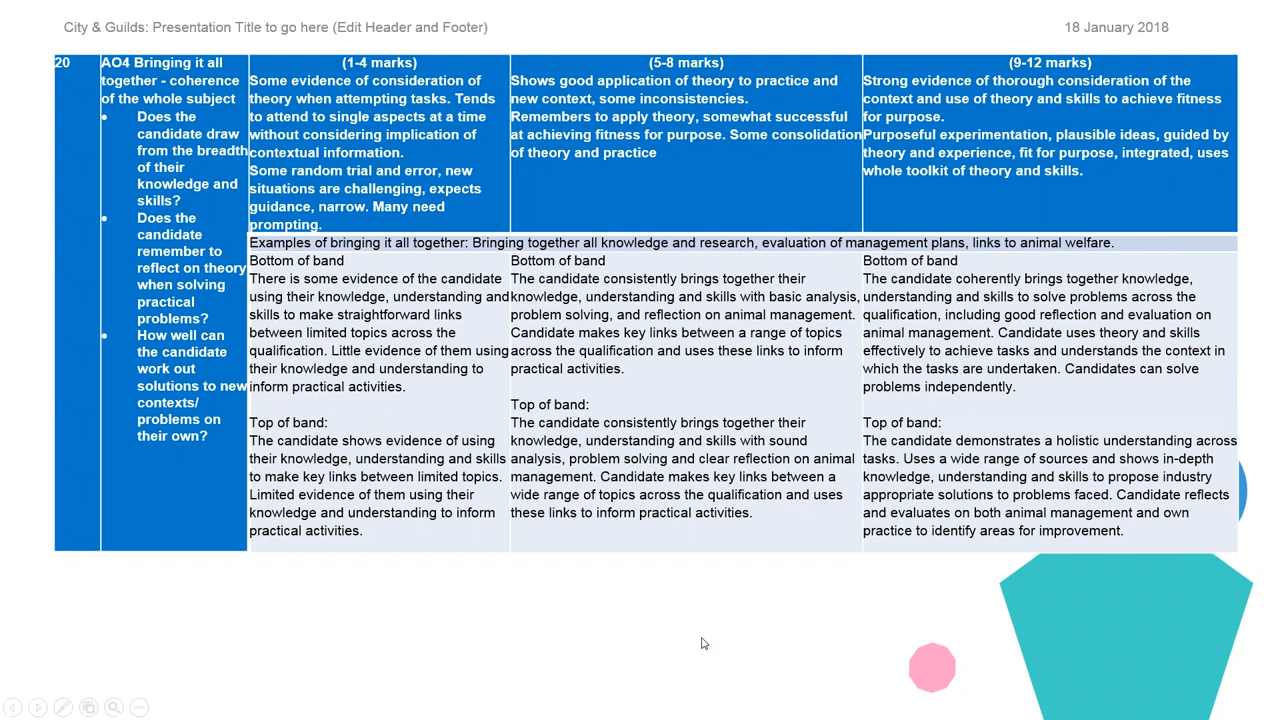 City & Guilds: Presentation Title to go here (Edit Header and Footer)
18 January 2018
20
AO4 Bringing it all
together - coherence
of the whole subject
• Does the
candidate draw
from the breadth
of their
knowledge and
skills?
• Does the
candidate
remember to
reflect on theory
when solving
practical
problems?
• How well can
the candidate
work out
solutions to new
contexts/
problems on
their own?
(1-4 marks)
Some evidence of consideration of
theory when attempting tasks. Tends
to attend to single aspects at a time
without considering implication of
contextual information.
Some random trial and error, new
situations are challenging, expects
guidance, narrow. Many need
prompting.
(5-8 marks)
Shows good application of theory to practice and
new context, some inconsistencies.
Remembers to apply theory, somewhat successful
at achieving fitness for purpose. Some consolidation
of theory and practice
(9-12 marks)
Strong evidence of thorough consideration of the
context and use of theory and skills to achieve fitness
for purpose.
Purposeful experimentation, plausible ideas, guided by
theory and experience, fit for purpose, integrated, uses
whole toolkit of theory and skills.
Examples of bringing it all together: Bringing together all knowledge and research, evaluation of management plans, links to animal welfare.
Bottom of band
There is some evidence of the candidate
using their knowledge, understanding and
skills to make straightforward links
between limited topics across the
qualification. Little evidence of them using
their knowledge and understanding to
inform practical activities.
Top of band:
The candidate shows evidence of using
their knowledge, understanding and skills
to make key links between limited topics.
Limited evidence of them using their
knowledge and understanding to inform
practical activities.
Bottom of band
The candidate consistently brings together their
knowledge, understanding and skills with basic analysis,
problem solving, and reflection on animal management.
Candidate makes key links between a range of topics
across the qualification and uses these links to inform
practical activities.
Top of band:
The candidate consistently brings together their
knowledge, understanding and skills with sound
analysis, problem solving and clear reflection on animal
management. Candidate makes key links between a
wide range of topics across the qualification and uses
these links to inform practical activities.
Bottom of band
The candidate coherently brings together knowledge,
understanding and skills to solve problems across the
qualification, including good reflection and evaluation on
animal management. Candidate uses theory and skills
effectively to achieve tasks and understands the context in
which the tasks are undertaken. Candidates can solve
problems independently.
Top of band:
The candidate demonstrates a holistic understanding across
tasks. Uses a wide range of sources and shows in-depth
knowledge, understanding and skills to propose industry
appropriate solutions to problems faced. Candidate reflects
and evaluates on both animal management and own
practice to identify areas for improvement.